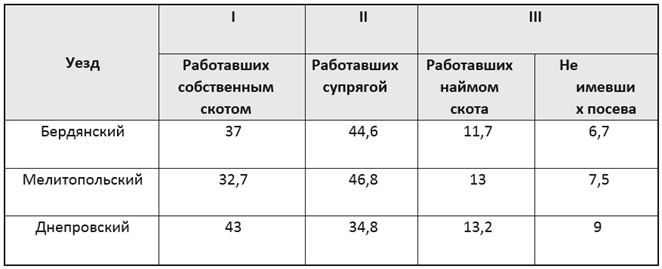 Уезд I II III
Работавших собственным скотом Работавших супрягой Работавших наймом скота Не имевши х посева
Бердянский 37 44,6 11,7 6,7
Мелитопольский 32,7 46,8 13 7,5
Днепровский 43 34,8 13,2 9